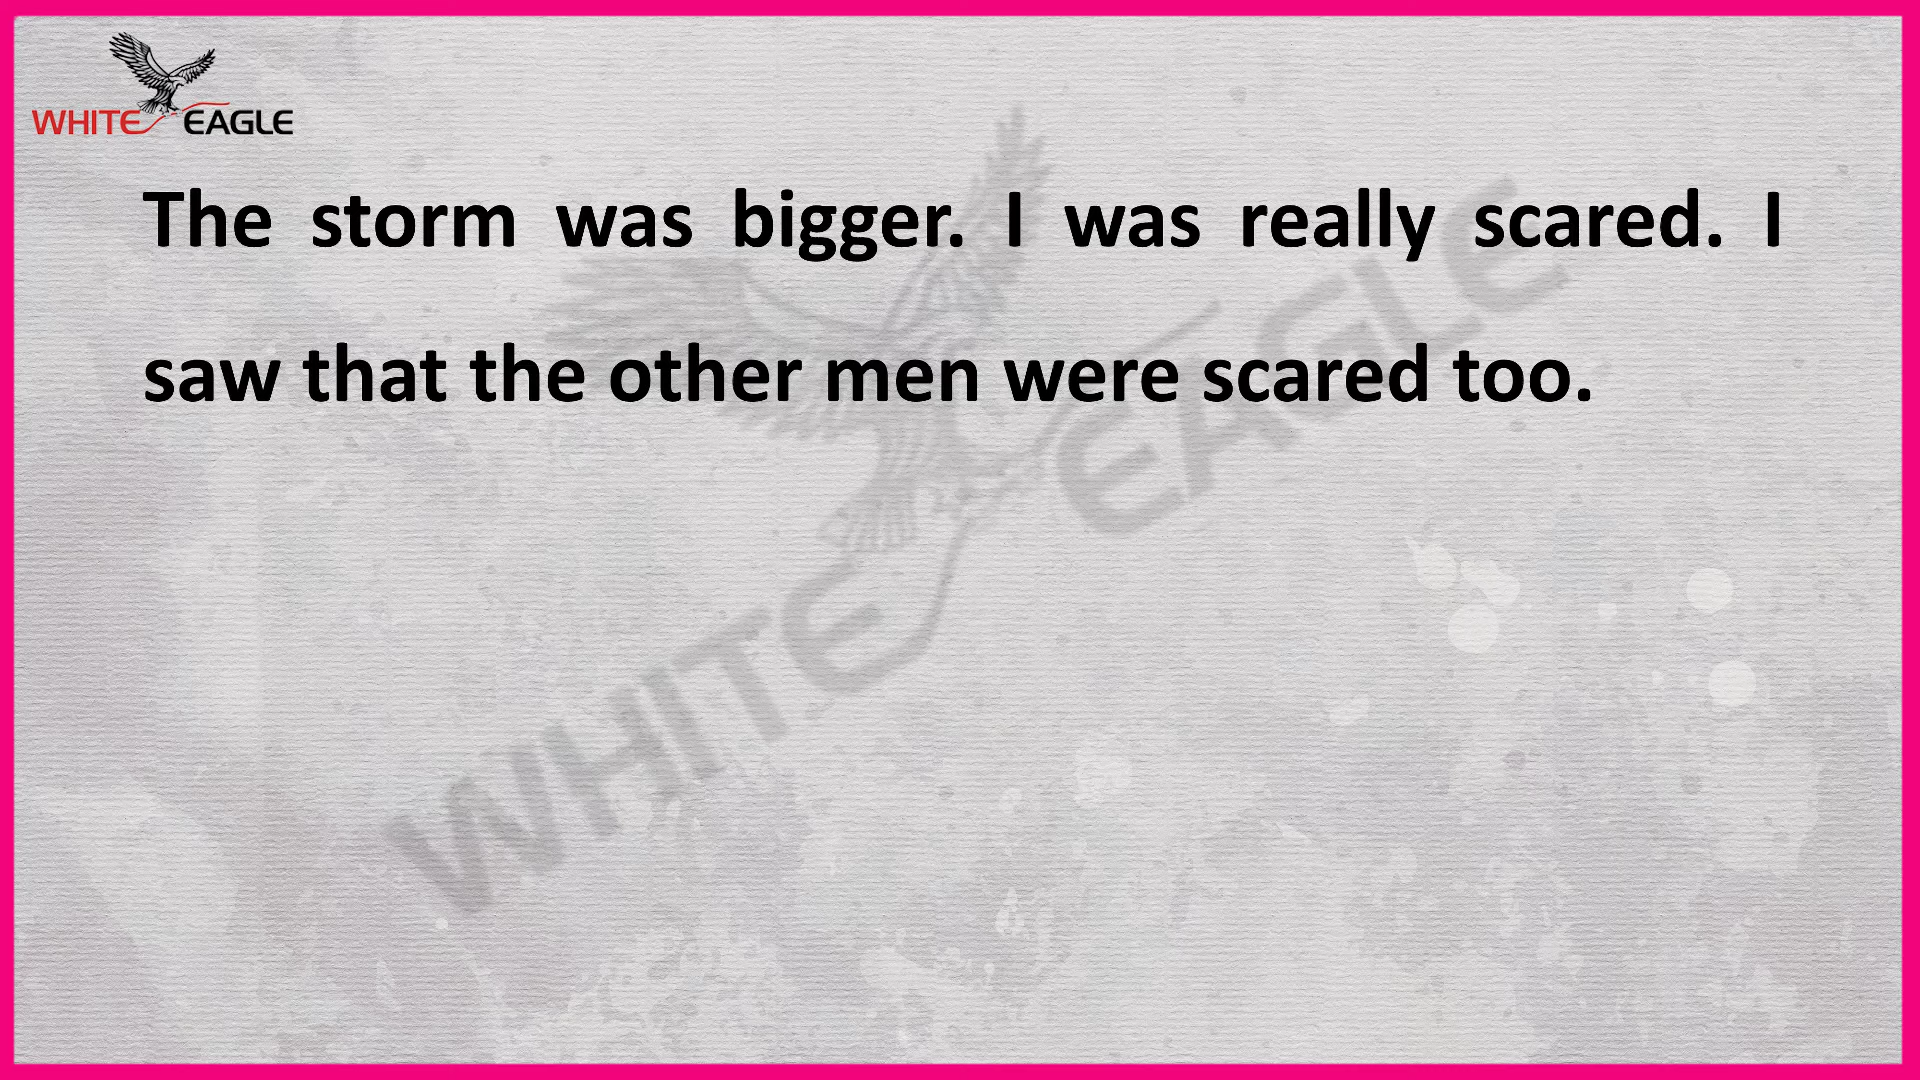 WHITE EAGLE
The storm was bigger. I was really scared. I
saw that the other men were scared too.
WHITE EAGLE